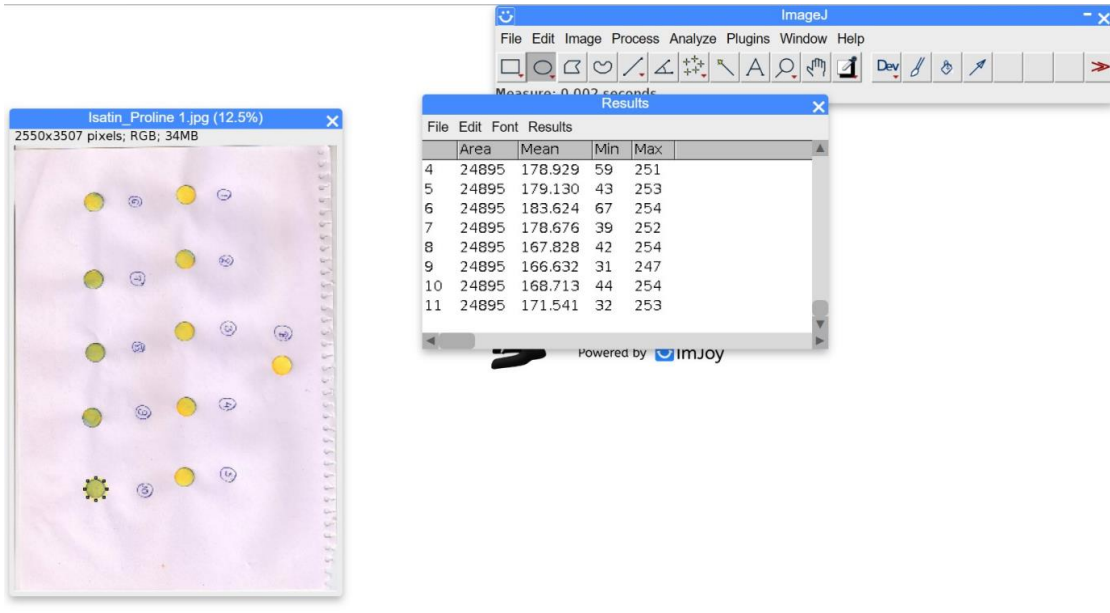 ImageJ
File Edit Image Process Analyze Plugins Window Help
Dev
Measure: 0.002 seconds
Results
File Edit Font Results
Area Mean Min Max
4 24895 178.929 59 251
5 24895 179.130 43 253
6 24895 183.624 67 254
7 24895 178.676 39 252
8 24895 167.828 42 254
9 24895 166.632 31 247
10 24895 168.713 44 254
11 24895 171.541 32 253
Powered by ImJoy
Isatin_Proline 1.jpg (12.5%)
2550x3507 pixels; RGB; 34MB